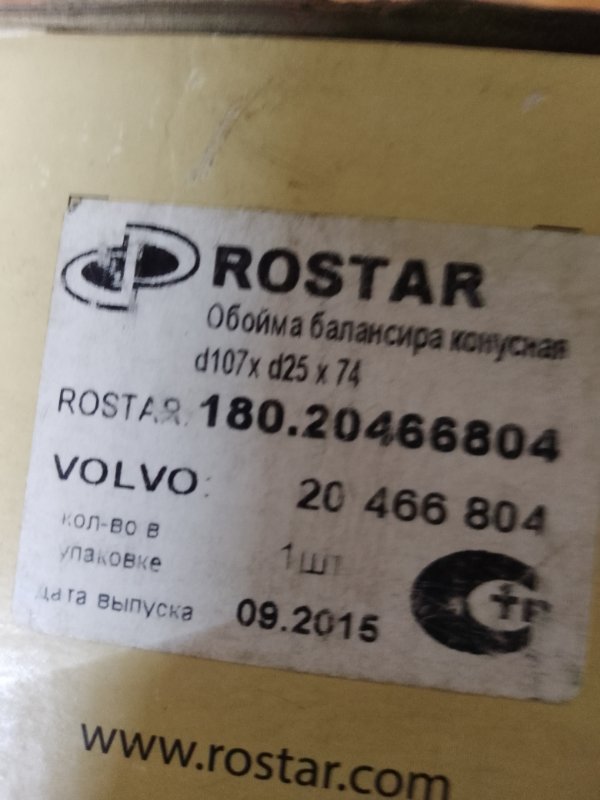 ROSTAR
Обойма балансира конусная
d107x d25 x 74
ROSTAR: 180.20466804
VOLVO: 20 466 804
кол-во в
упаковке 1шт
дата выпуска 09.2015
www.rostar.com